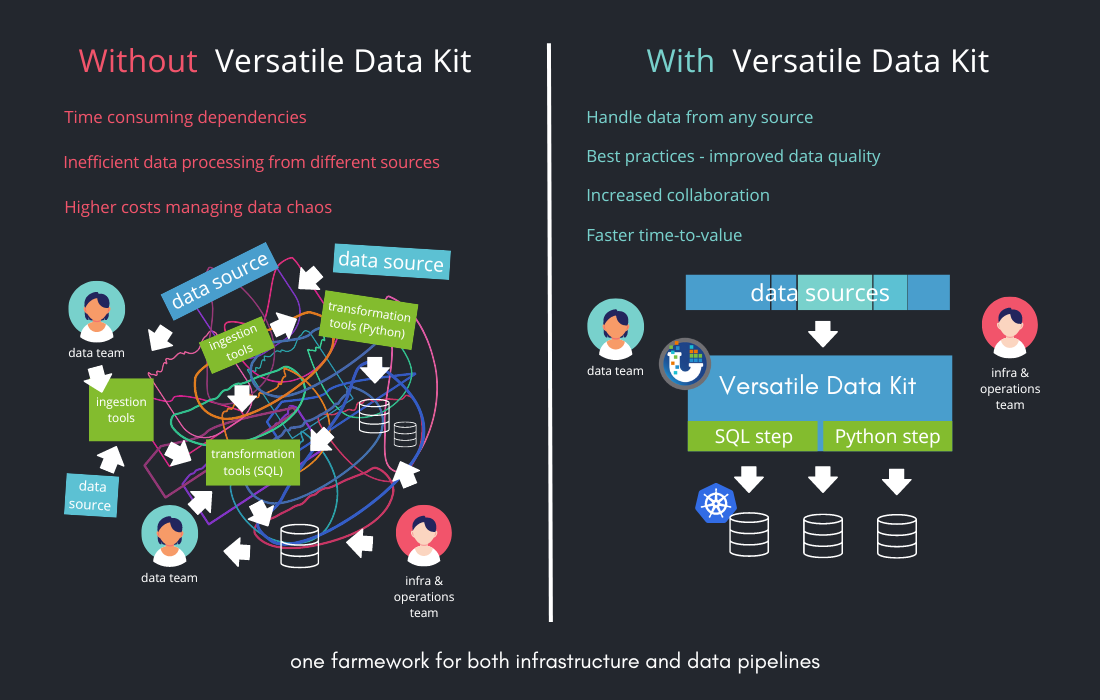 Without Versatile Data Kit
Time consuming dependencies
Inefficient data processing from different sources
Higher costs managing data chaos
data source
data source
transformation
tools (Python)
ingestion
tools
data team
ingestion
tools
transformation
tools (SQL)
data
source
data team
infra &
operations
team
With Versatile Data Kit
Handle data from any source
Best practices - improved data quality
Increased collaboration
Faster time-to-value
data sources
data team
infra &
operations
team
Versatile Data Kit
SQL step
Python step
one farmework for both infrastructure and data pipelines